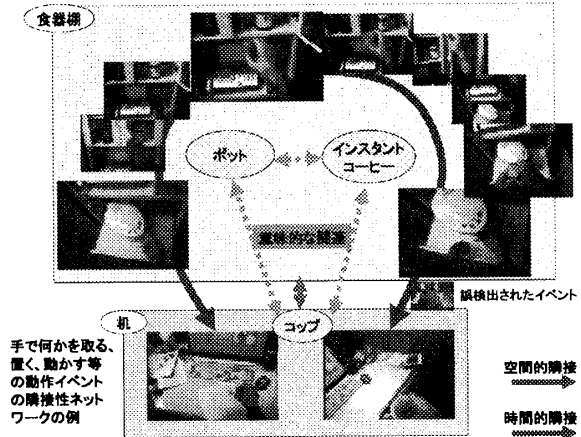 食器棚
ポット
インスタント
コーヒー
意味的な関連
誤検出されたイベント
机
コップ
手で何かを取る、
置く、動かす等
の動作イベント
の隣接性ネット
ワークの例
空間的隣接
時間的隣接